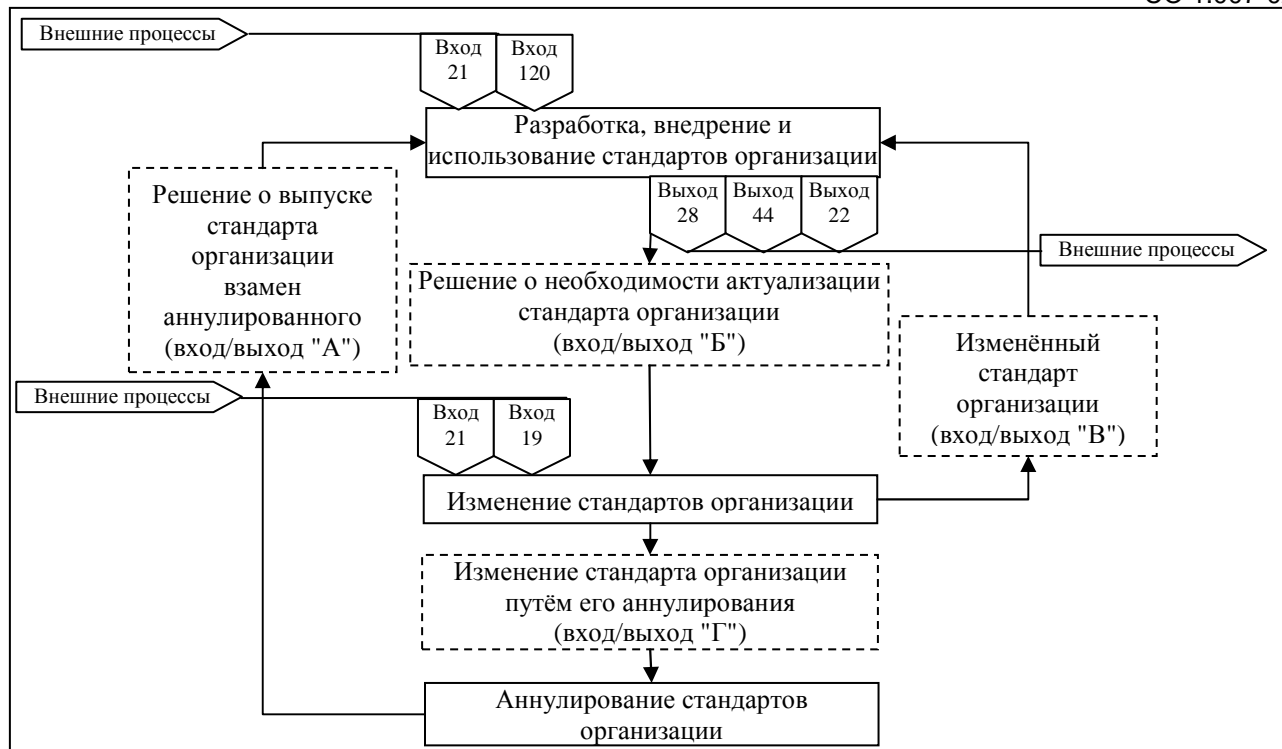 Внешние процессы
Вход
21
Вход
120
Разработка, внедрение и
использование стандартов организации
Решение о выпуске
стандарта
организации
взамен
аннулированного
(вход/выход "А")
Выход
28
Выход
44
Выход
22
Внешние процессы
Решение о необходимости актуализации
стандарта организации
(вход/выход "Б")
Изменённый
стандарт
организации
(вход/выход "В")
Внешние процессы
Вход
21
Вход
19
Изменение стандартов организации
Изменение стандарта организации
путём его аннулирования
(вход/выход "Г")
Аннулирование стандартов
организации